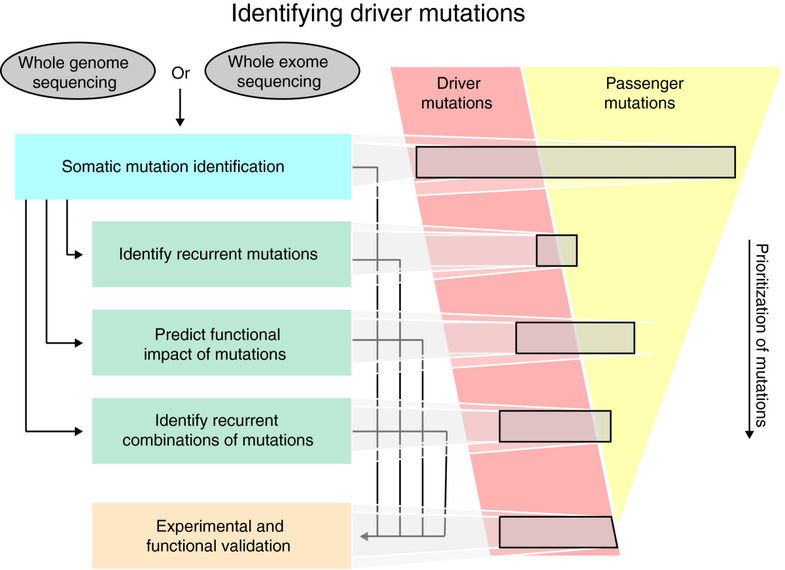 Identifying driver mutations
Whole genome
sequencing
Or
Whole exome
sequencing
Driver
mutations
Passenger
mutations
Somatic mutation identification
Identify recurrent mutations
Predict functional
impact of mutations
Identify recurrent
combinations of mutations
Experimental and
functional validation
Prioritization of mutations